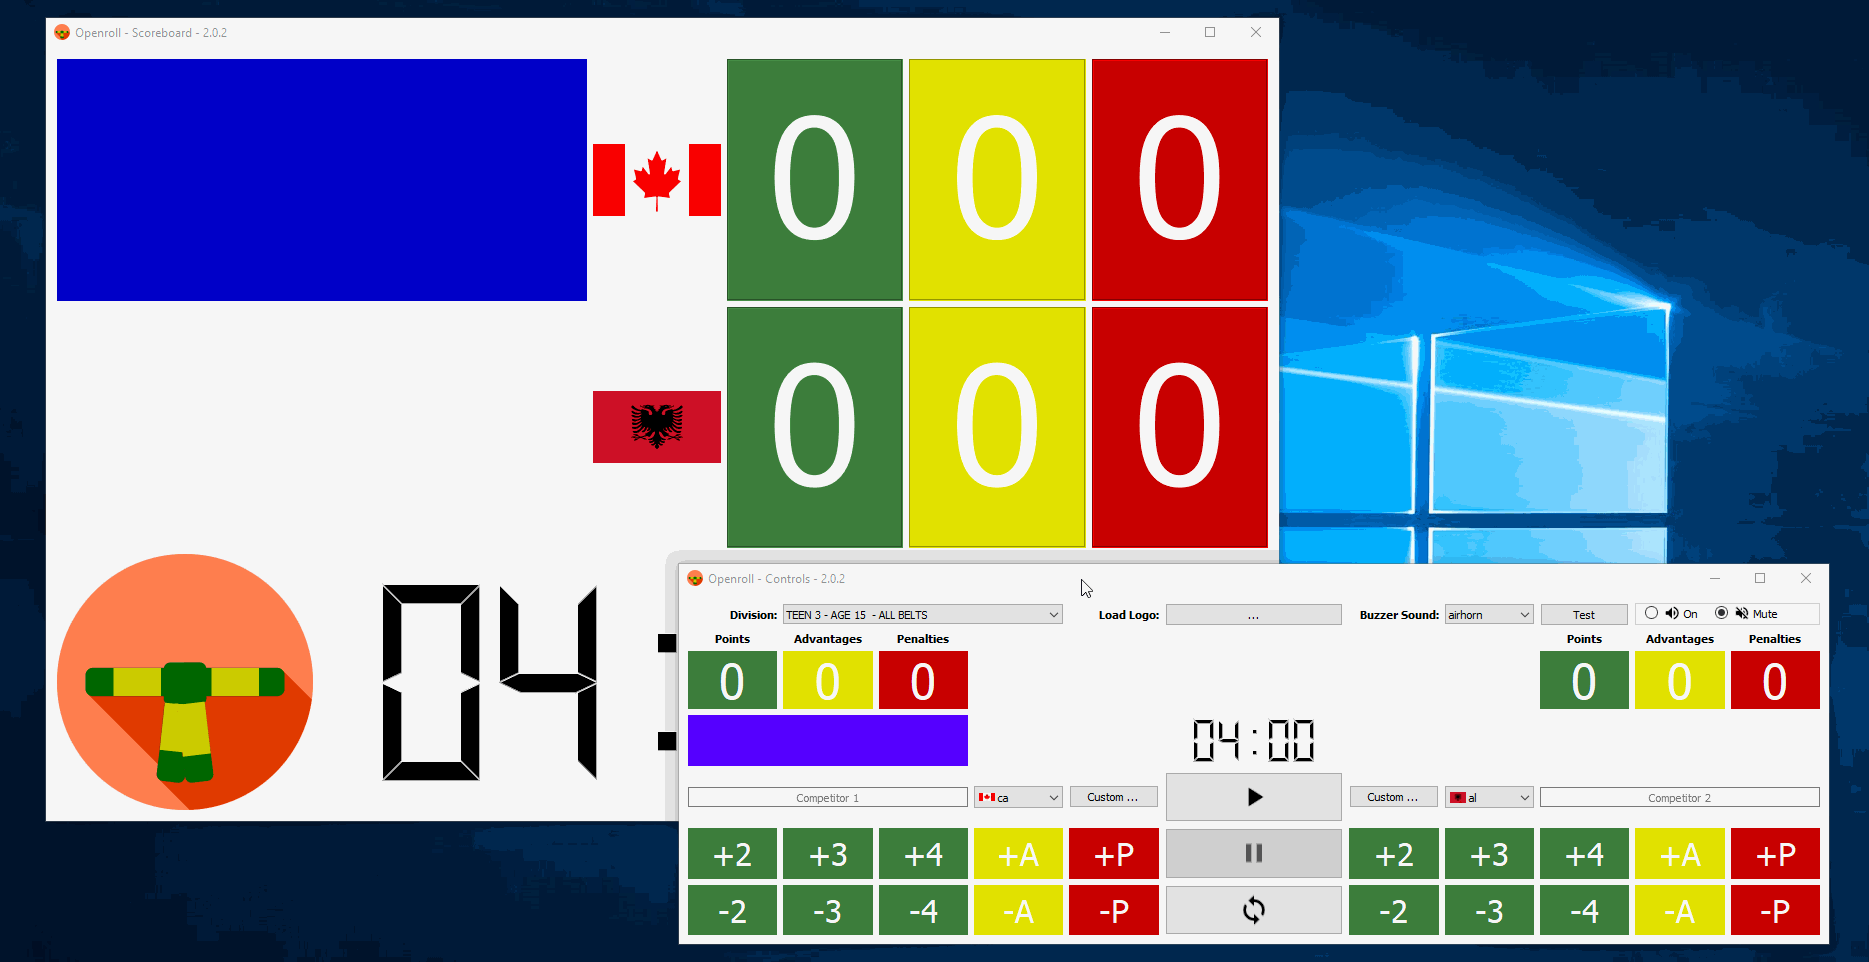 Openroll - Scoreboard - 2.0.2
0 0 0
0 0 0
04:
Openroll - Controls - 2.0.2
Division: TEEN 3 - AGE 15 - ALL BELTS Load Logo: ... Buzzer Sound: airhorn Test On Mute
Points Advantages Penalties Points Advantages Penalties
0 0 0 0 0 0
04:00
Competitor 1 ca Custom ... Custom ... al Competitor 2
+2 +3 +4 +A +P +2 +3 +4 +A +P
-2 -3 -4 -A -P -2 -3 -4 -A -P